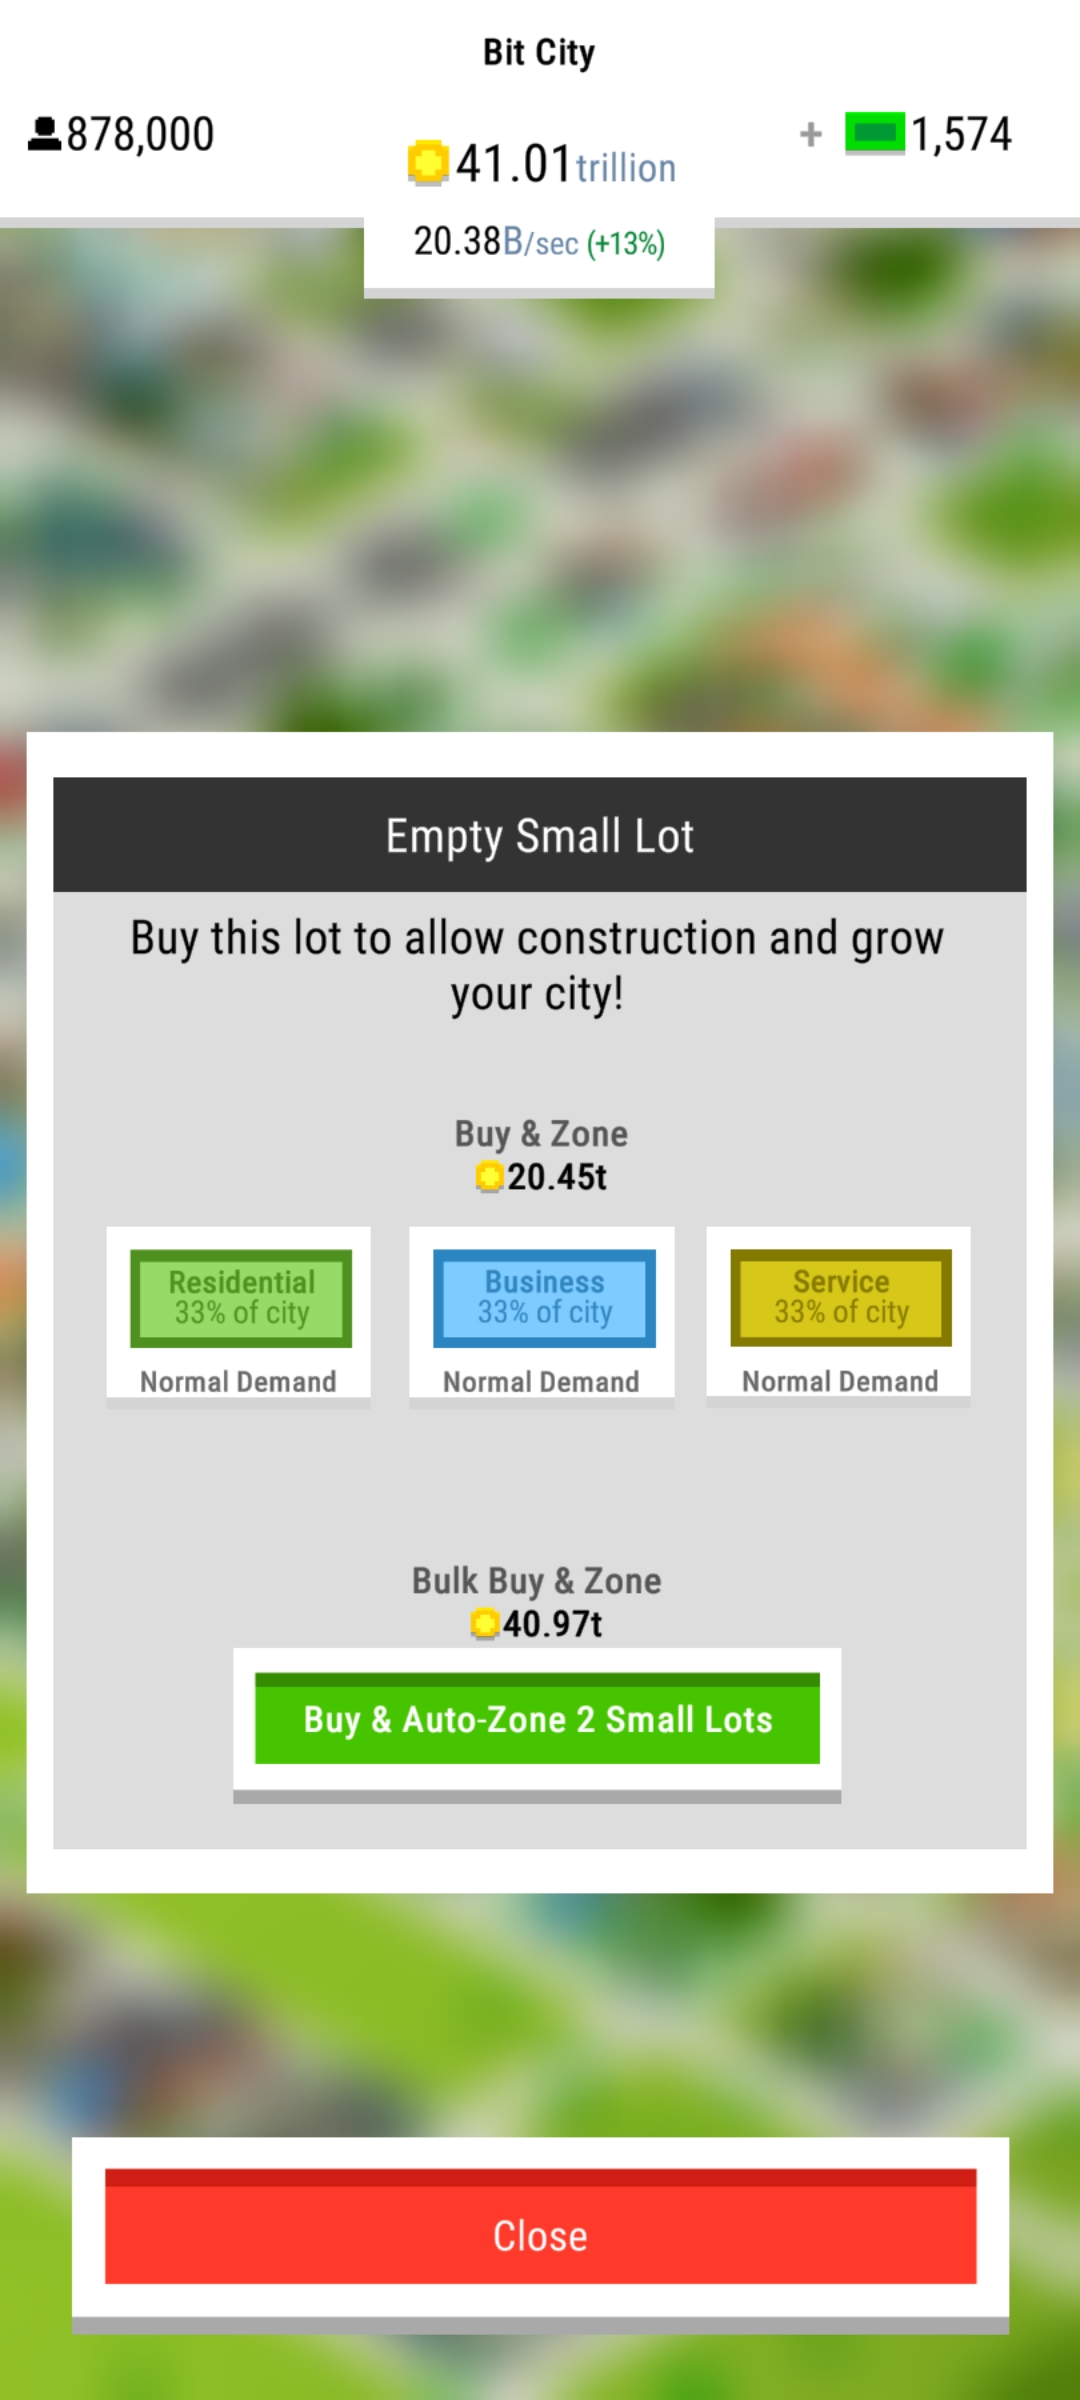 Bit City
878,000
41.01trillion
+ 1,574
20.38B/sec (+13%)
Empty Small Lot
Buy this lot to allow construction and grow
your city!
Buy & Zone
20.45t
Residential
33% of city
Normal Demand
Business
33% of city
Normal Demand
Service
33% of city
Normal Demand
Bulk Buy & Zone
40.97t
Buy & Auto-Zone 2 Small Lots
Close